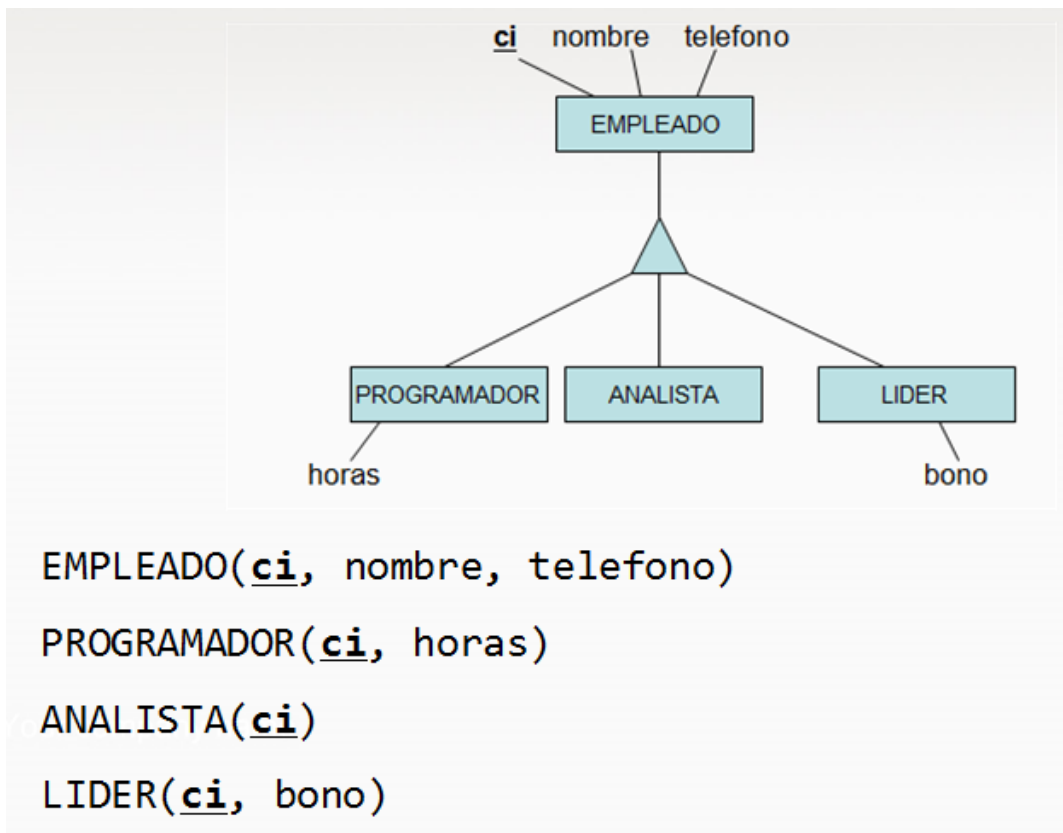 ci nombre telefono
EMPLEADO
PROGRAMADOR ANALISTA LIDER
horas bono
EMPLEADO(ci, nombre, telefono)
PROGRAMADOR(ci, horas)
ANALISTA(ci)
LIDER(ci, bono)